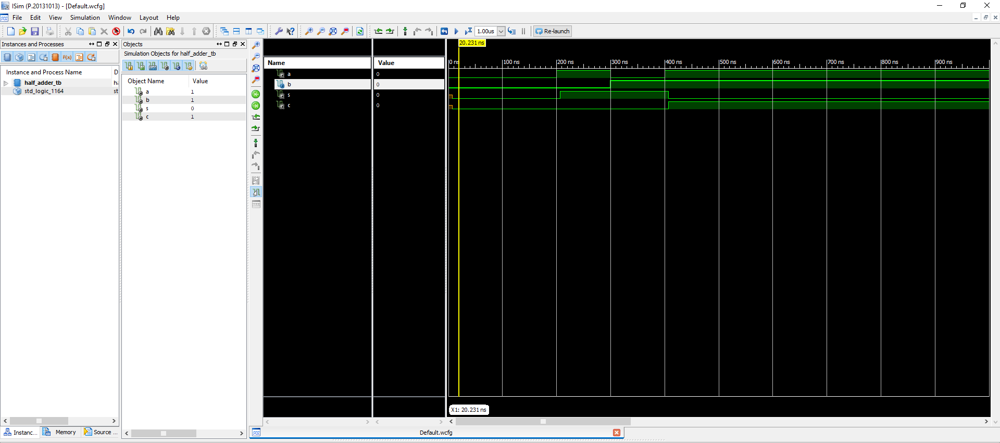 ISim (P.20131013) - [Default.wcfg]
File Edit View Simulation Window Layout Help
1.00us Re-launch
Instances and Processes
Instance and Process Name D
half_adder_tb ha
std_logic_1164 st
Instanc... Memory Source ...
Objects
Simulation Objects for half_adder_tb
Object Name Value
a 1
b 1
s 0
c 1
Name Value
a 0
b 0
s 0
c 0
20.231 ns
0 ns 100 ns 200 ns 300 ns 400 ns 500 ns 600 ns 700 ns 800 ns 900 ns
X1: 20.231 ns
Default.wcfg